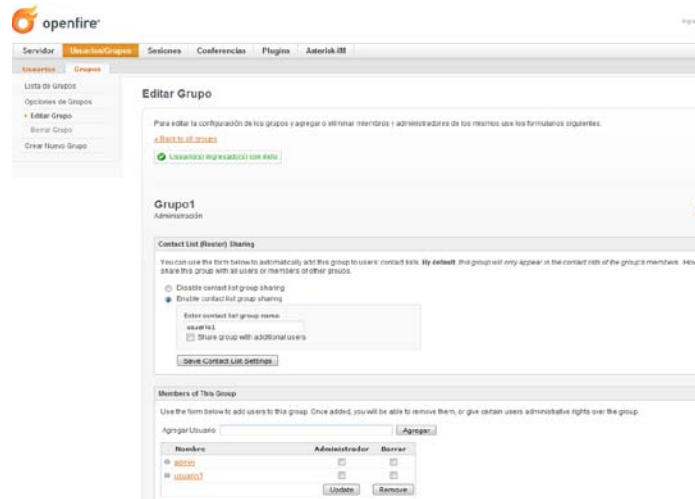 openfire
Servidor Usuarios/Grupos Sesiones Conferencias Plugins Asterisk-IM
Usuarios Grupos
Lista de Grupos
Opciones de Grupos
Editar Grupo
Borrar Grupo
Crear Nuevo Grupo
Editar Grupo
Para editar la configuración de los grupos y agregar o eliminar miembros y administradores de los mismos use los formularios siguientes.
« Back to all groups
Usuario(s) ingresado(s) con éxito
Grupo1
Administración
Contact List (Roster) Sharing
You can use the form below to automatically add this group to users' contact lists. By default, this group will only appear in the contact lists of the group's members.
share this group with all users or members of other groups.
Disable contact list group sharing
Enable contact list group sharing
Enter contact list group name
usuario1
Share group with additional users
Save Contact List Settings
Members of This Group
Use the form below to add users to this group. Once added, you will be able to remove them, or give certain users administrative rights over the group.
Agregar Usuario Agregar
Nombre Administrador Borrar
admin
usuario1
Update Remove